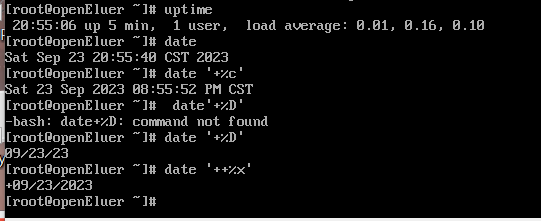 [root@openEluer ~]# uptime
 20:55:06 up 5 min,  1 user,  load average: 0.01, 0.16, 0.10
[root@openEluer ~]# date
Sat Sep 23 20:55:40 CST 2023
[root@openEluer ~]# date '+%c'
Sat 23 Sep 2023 08:55:52 PM CST
[root@openEluer ~]#  date'+%D'
-bash: date+%D: command not found
[root@openEluer ~]# date '+%D'
09/23/23
[root@openEluer ~]# date '++%x'
+09/23/2023
[root@openEluer ~]#